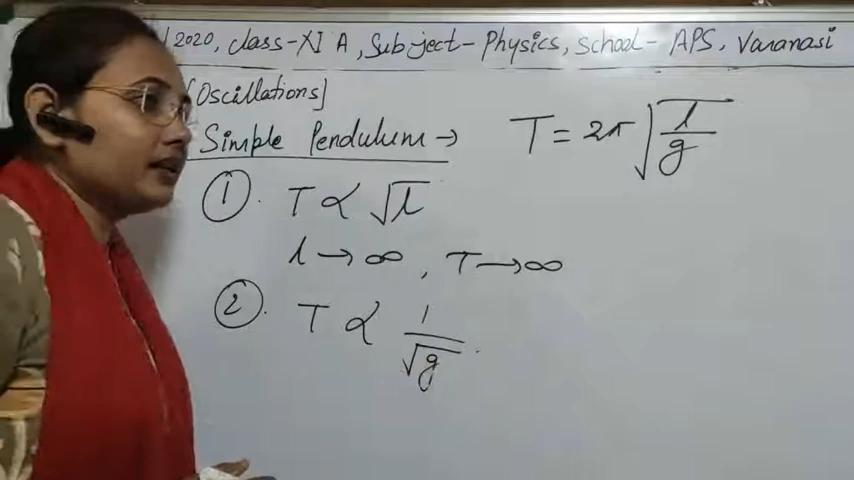 2020, class-XI A, Subject-Physics, School- APS, Varanasi
[Oscillations]
Simple Pendulum → T = 2π √(l/g)
① . T ∝ √l
l → ∞ , T → ∞
② . T ∝ 1/√g .